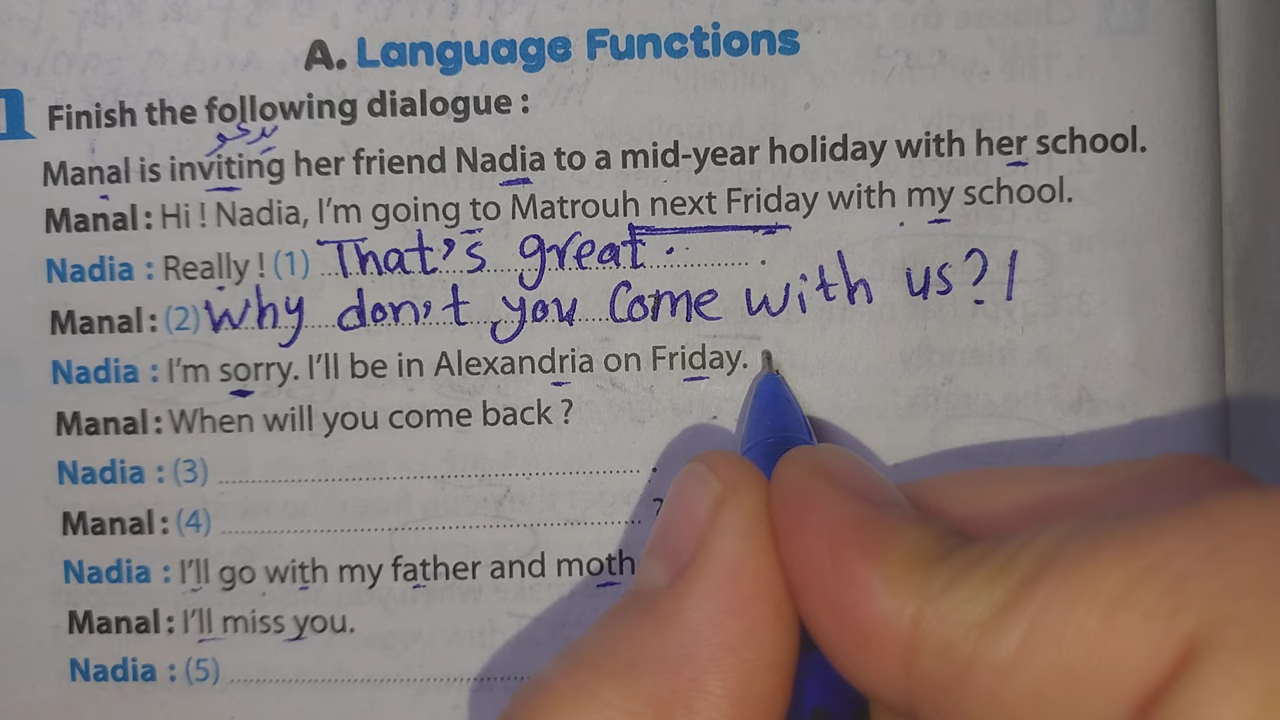 A. Language Functions
1 Finish the following dialogue :
يدعو
Manal is inviting her friend Nadia to a mid-year holiday with her school.
Manal : Hi ! Nadia, I'm going to Matrouh next Friday with my school.
Nadia : Really ! (1) That's great.
Manal : (2) Why don't you Come with us?
Nadia : I'm sorry. I'll be in Alexandria on Friday.
Manal : When will you come back ?
Nadia : (3) .
Manal : (4) ?
Nadia : I'll go with my father and moth
Manal : I'll miss you.
Nadia : (5)